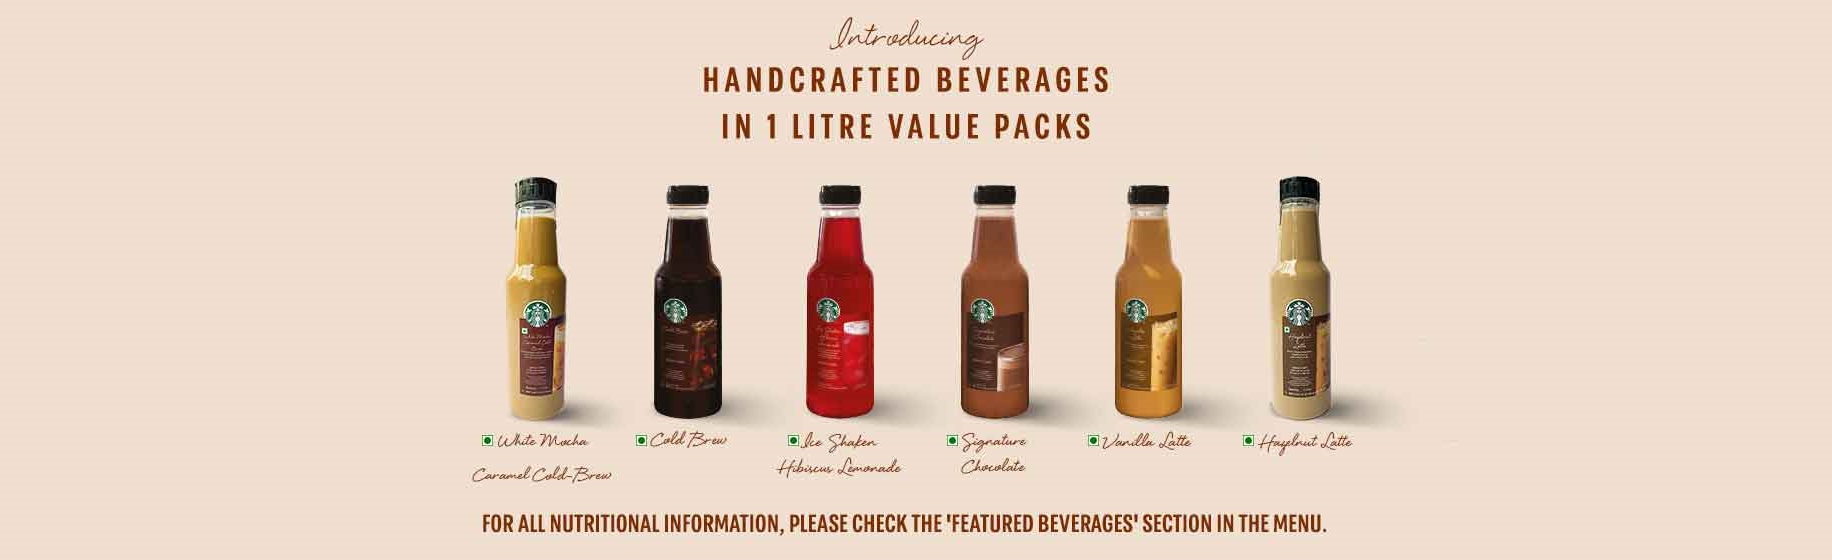 Introducing
HANDCRAFTED BEVERAGES
IN 1 LITRE VALUE PACKS
White Mocha
Caramel Cold-Brew
Cold Brew
Ice Shaken
Hibiscus Lemonade
Signature
Chocolate
Vanilla Latte
Hazelnut Latte
FOR ALL NUTRITIONAL INFORMATION, PLEASE CHECK THE 'FEATURED BEVERAGES' SECTION IN THE MENU.